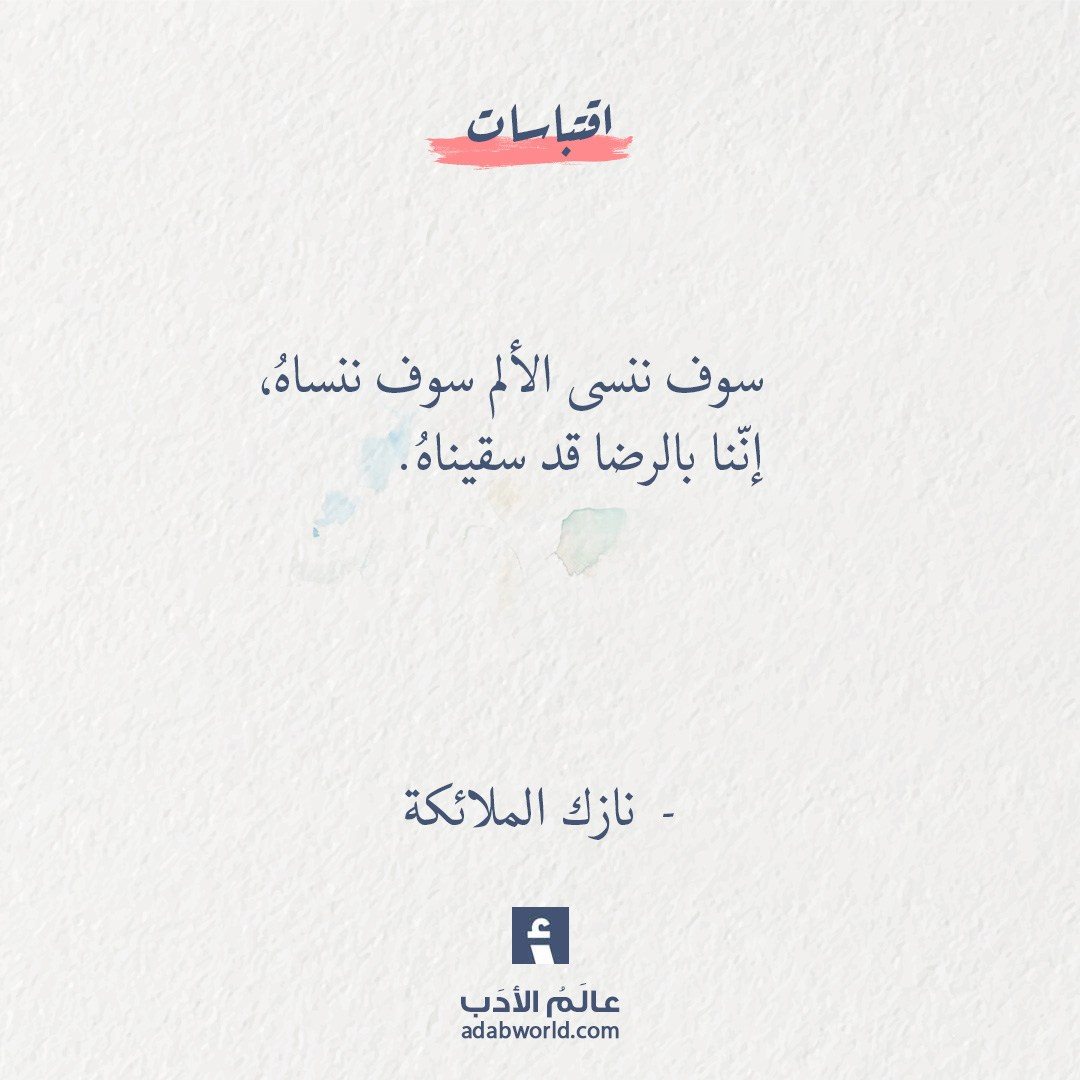 اقتباسات
سوف ننسى الألم سوف ننساهُ،
إنّنا بالرضا قد سقيناهُ.
- نازك الملائكة
أ
عالَمُ الأدَب
adabworld.com